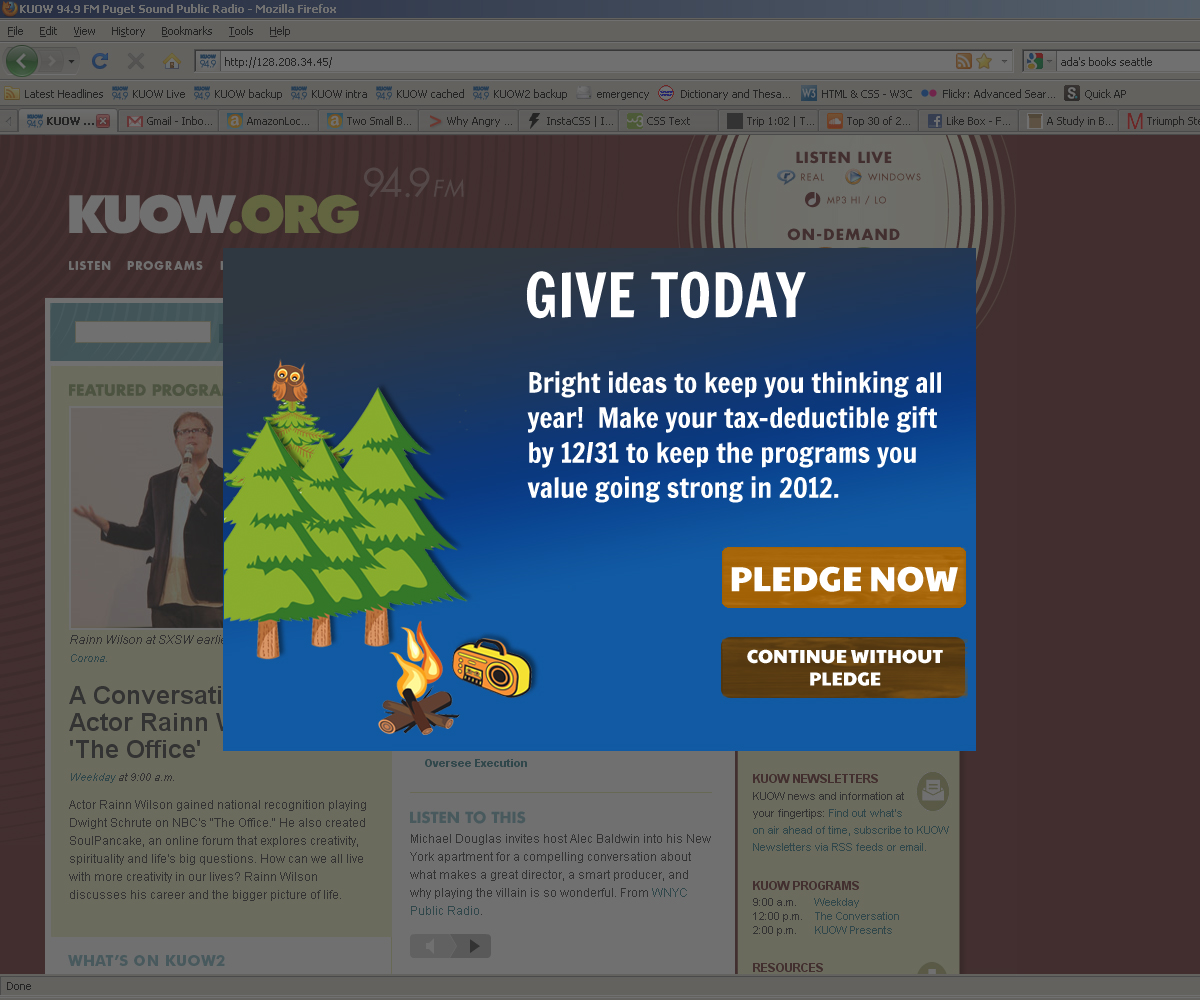 KUOW 94.9 FM Puget Sound Public Radio - Mozilla Firefox
File Edit View History Bookmarks Tools Help
http://128.208.34.45/
ada's books seattle
Latest Headlines KUOW Live KUOW backup KUOW intra KUOW cached KUOW2 backup emergency Dictionary and Thesa... HTML & CSS - W3C Flickr: Advanced Sear... Quick AP
KUOW ... Gmail - Inbo... AmazonLoc... Two Small B... Why Angry ... InstaCSS | I... CSS Text Trip 1:02 | T... Top 30 of 2... Like Box - F... A Study in B... Triumph Ste
LISTEN LIVE
REAL WINDOWS
MP3 HI / LO
ON-DEMAND
94.9 FM
KUOW.ORG
LISTEN PROGRAMS
GIVE TODAY
Bright ideas to keep you thinking all
year! Make your tax-deductible gift
by 12/31 to keep the programs you
value going strong in 2012.
PLEDGE NOW
CONTINUE WITHOUT
PLEDGE
FEATURED PROGRA
Rainn Wilson at SXSW earlie
Corona.
A Conversati
Actor Rainn W
'The Office'
Weekday at 9:00 a.m.
Actor Rainn Wilson gained national recognition playing
Dwight Schrute on NBC's "The Office." He also created
SoulPancake, an online forum that explores creativity,
spirituality and life's big questions. How can we all live
with more creativity in our lives? Rainn Wilson
discusses his career and the bigger picture of life.
WHAT'S ON KUOW2
Oversee Execution
LISTEN TO THIS
Michael Douglas invites host Alec Baldwin into his New
York apartment for a compelling conversation about
what makes a great director, a smart producer, and
why playing the villain is so wonderful. From WNYC
Public Radio.
KUOW NEWSLETTERS
KUOW news and information at
your fingertips: Find out what's
on air ahead of time, subscribe to KUOW
Newsletters via RSS feeds or email.
KUOW PROGRAMS
9:00 a.m. Weekday
12:00 p.m. The Conversation
2:00 p.m. KUOW Presents
RESOURCES
Done